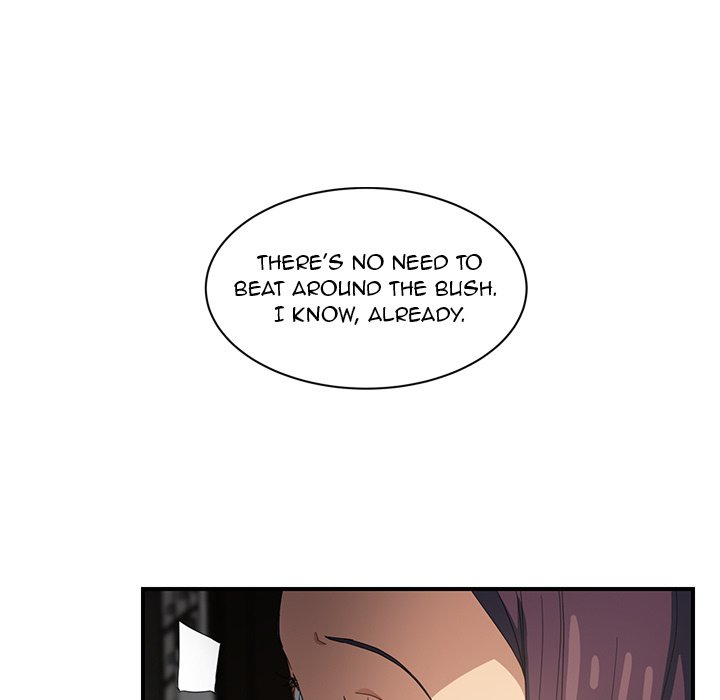 THERE'S NO NEED TO
BEAT AROUND THE BUSH.
I KNOW, ALREADY.